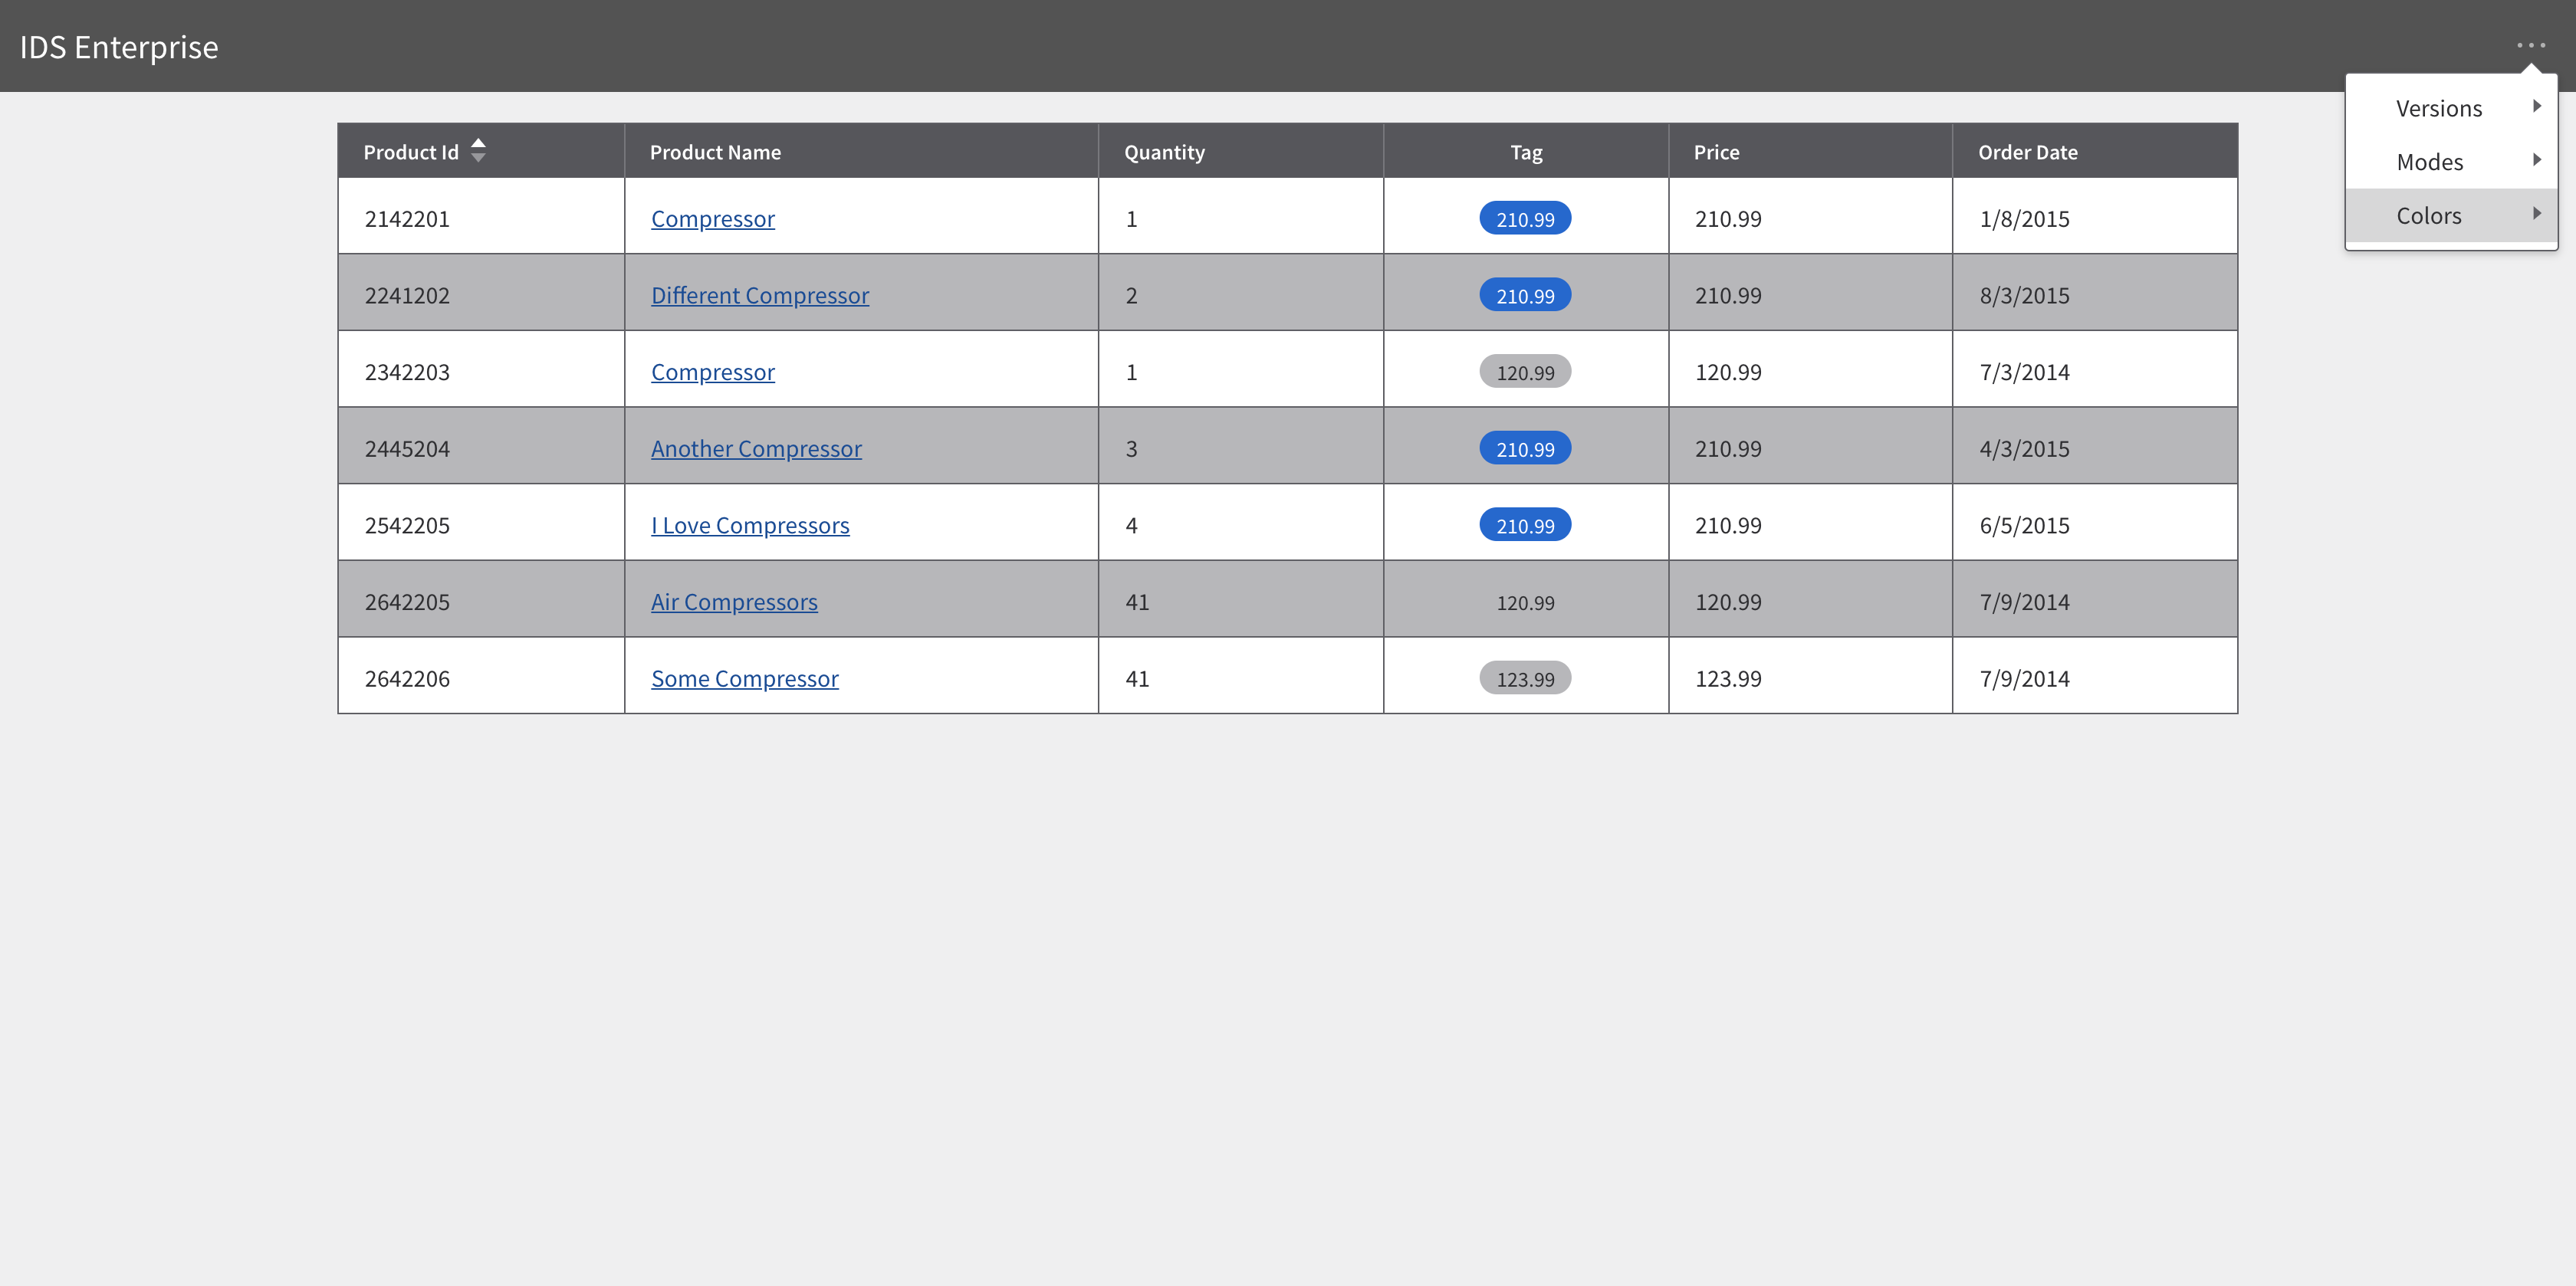 IDS Enterprise
Versions
Modes
Colors
Product Id Product Name Quantity Tag Price Order Date
2142201 Compressor 1 210.99 210.99 1/8/2015
2241202 Different Compressor 2 210.99 210.99 8/3/2015
2342203 Compressor 1 120.99 120.99 7/3/2014
2445204 Another Compressor 3 210.99 210.99 4/3/2015
2542205 I Love Compressors 4 210.99 210.99 6/5/2015
2642205 Air Compressors 41 120.99 120.99 7/9/2014
2642206 Some Compressor 41 123.99 123.99 7/9/2014